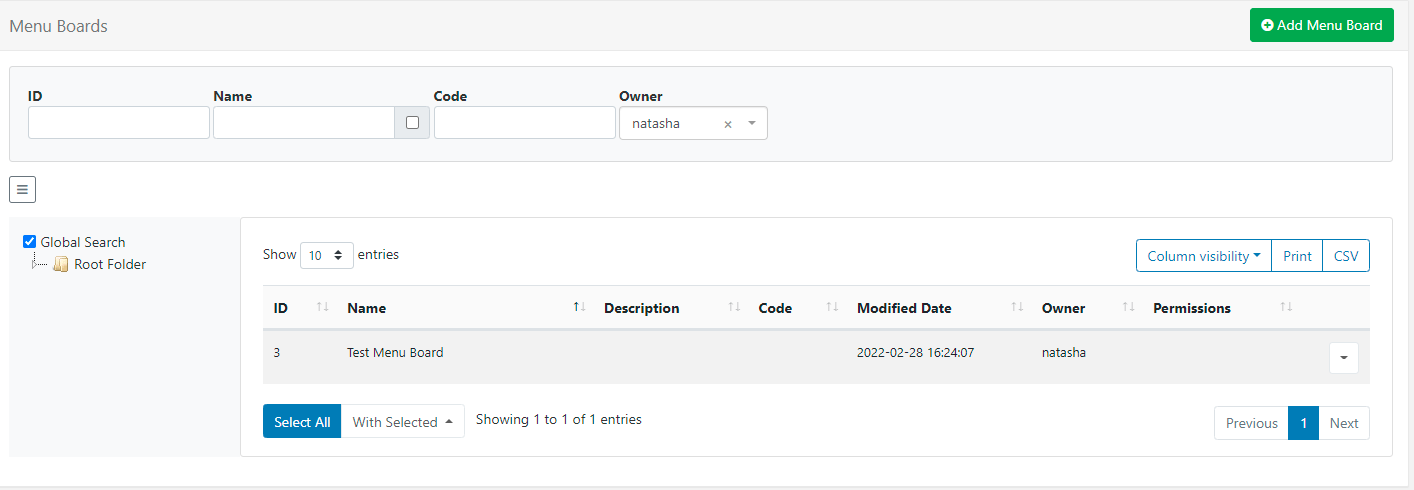 Menu Boards
Add Menu Board
ID Name Code Owner
natasha ×
Global Search
Root Folder
Show 10 entries
Column visibility Print CSV
ID Name Description Code Modified Date Owner Permissions
3 Test Menu Board 2022-02-28 16:24:07 natasha
Select All With Selected Showing 1 to 1 of 1 entries
Previous 1 Next